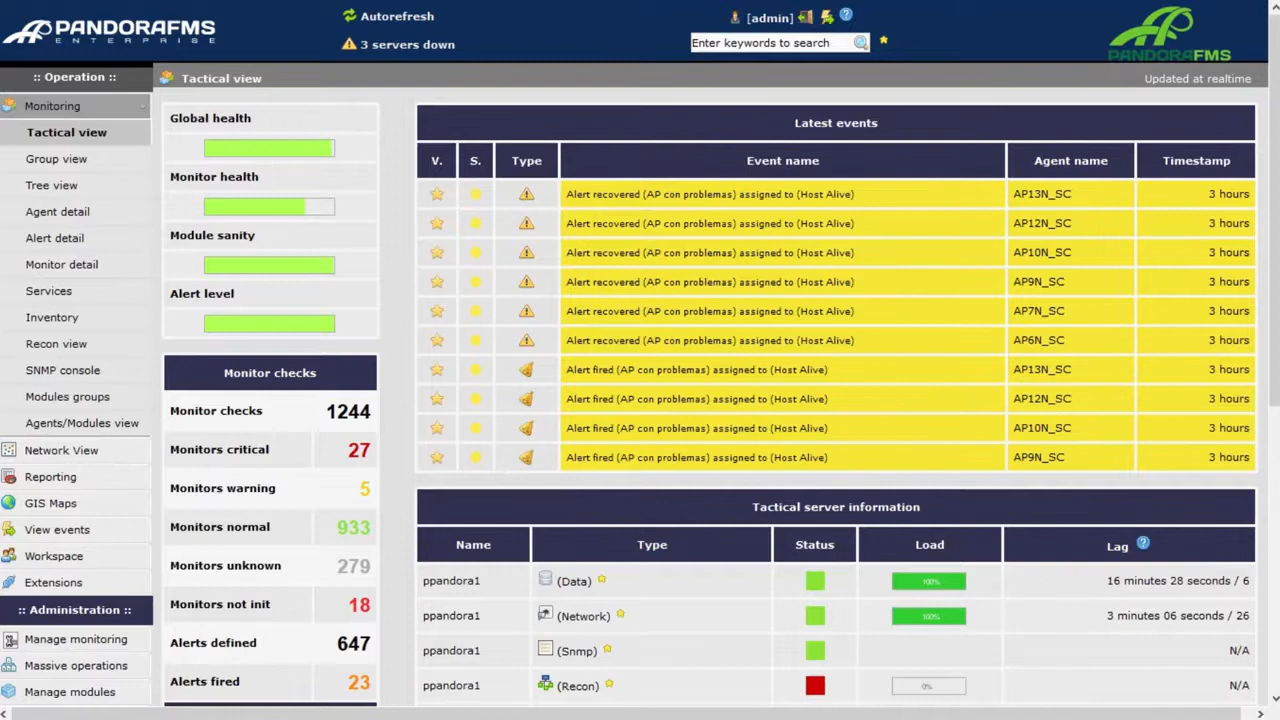 PANDORAFMS
ENTERPRISE
Autorefresh
3 servers down
[admin]
Enter keywords to search
PANDORAFMS
:: Operation ::
Monitoring
Tactical view
Group view
Tree view
Agent detail
Alert detail
Monitor detail
Services
Inventory
Recon view
SNMP console
Modules groups
Agents/Modules view
Network View
Reporting
GIS Maps
View events
Workspace
Extensions
:: Administration ::
Manage monitoring
Massive operations
Manage modules
Tactical view
Updated at realtime
Global health
Monitor health
Module sanity
Alert level
Monitor checks
Monitor checks 1244
Monitors critical 27
Monitors warning 5
Monitors normal 933
Monitors unknown 279
Monitors not init 18
Alerts defined 647
Alerts fired 23
Latest events
V. S. Type Event name Agent name Timestamp
Alert recovered (AP con problemas) assigned to (Host Alive) AP13N_SC 3 hours
Alert recovered (AP con problemas) assigned to (Host Alive) AP12N_SC 3 hours
Alert recovered (AP con problemas) assigned to (Host Alive) AP10N_SC 3 hours
Alert recovered (AP con problemas) assigned to (Host Alive) AP9N_SC 3 hours
Alert recovered (AP con problemas) assigned to (Host Alive) AP7N_SC 3 hours
Alert recovered (AP con problemas) assigned to (Host Alive) AP6N_SC 3 hours
Alert fired (AP con problemas) assigned to (Host Alive) AP13N_SC 3 hours
Alert fired (AP con problemas) assigned to (Host Alive) AP12N_SC 3 hours
Alert fired (AP con problemas) assigned to (Host Alive) AP10N_SC 3 hours
Alert fired (AP con problemas) assigned to (Host Alive) AP9N_SC 3 hours
Tactical server information
Name Type Status Load Lag
ppandora1 (Data) 100% 16 minutes 28 seconds / 6
ppandora1 (Network) 100% 3 minutes 06 seconds / 26
ppandora1 (Snmp) N/A
ppandora1 (Recon) 0% N/A